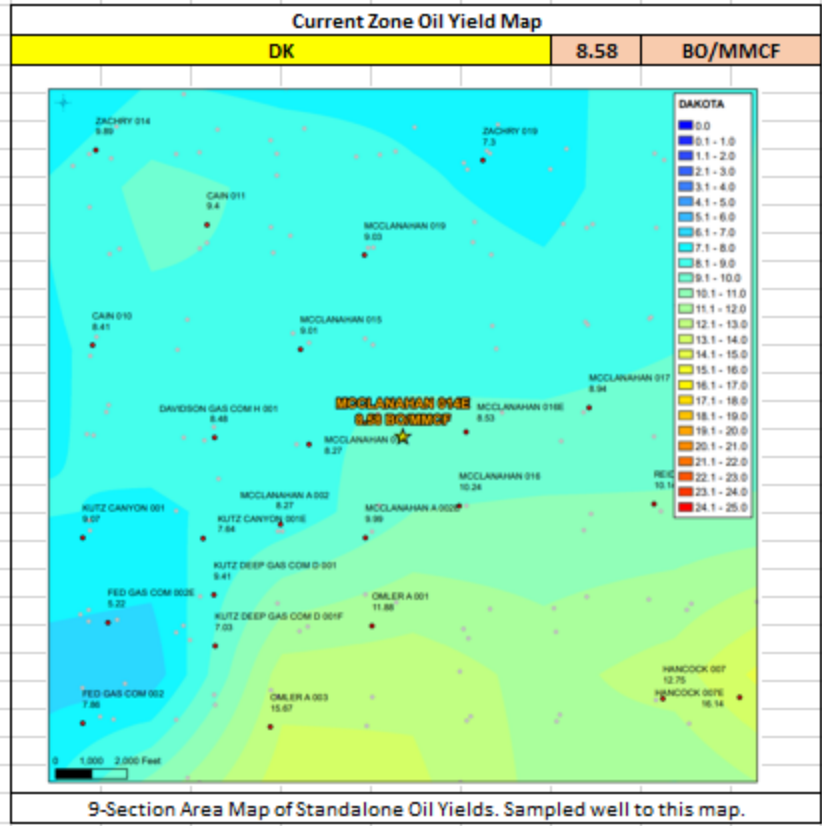 Current Zone Oil Yield Map
DK 8.58 BO/MMCF
DAKOTA
0.0
0.1 - 1.0
1.1 - 2.0
2.1 - 3.0
3.1 - 4.0
4.1 - 5.0
5.1 - 6.0
6.1 - 7.0
7.1 - 8.0
8.1 - 9.0
9.1 - 10.0
10.1 - 11.0
11.1 - 12.0
12.1 - 13.0
13.1 - 14.0
14.1 - 15.0
15.1 - 16.0
16.1 - 17.0
17.1 - 18.0
18.1 - 19.0
19.1 - 20.0
20.1 - 21.0
21.1 - 22.0
22.1 - 23.0
23.1 - 24.0
24.1 - 25.0
ZACHRY 014
9.89
ZACHRY 019
7.3
CAIN 011
9.4
MCCLANAHAN 019
9.03
CAIN 010
8.41
MCCLANAHAN 015
9.01
MCCLANAHAN 017
8.94
MCCLANAHAN 014E
8.58 BO/MMCF
DAVIDSON GAS COM H 001
8.48
MCCLANAHAN 018E
8.53
MCCLANAHAN
8.27
MCCLANAHAN 016
10.24
MCCLANAHAN A 002
8.27
KUTZ CANYON 001
9.07
KUTZ CANYON 001E
7.64
MCCLANAHAN A 002E
9.99
KUTZ DEEP GAS COM D 001
9.41
FED GAS COM 002E
5.22
OMLER A 001
11.88
KUTZ DEEP GAS COM D 001F
7.03
HANCOCK 007
12.75
HANCOCK 007E
16.14
FED GAS COM 002
7.86
OMLER A 003
15.67
0 1,000 2,000 Feet
9-Section Area Map of Standalone Oil Yields. Sampled well to this map.